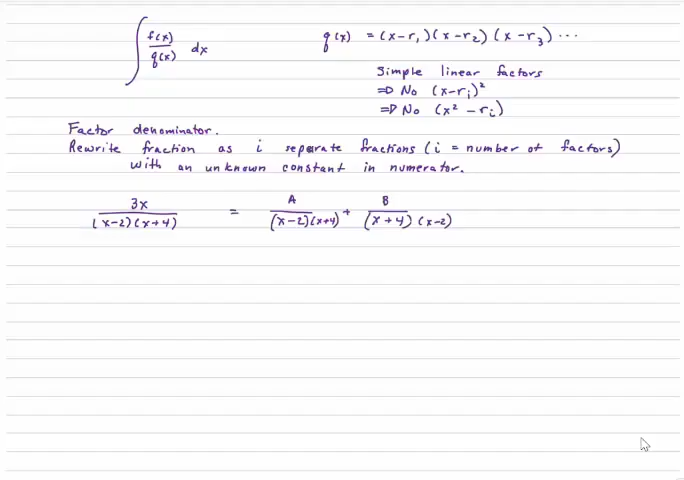 ∫ f(x)/q(x) dx
q(x) = (x-r₁)(x-r₂)(x-r₃)...
Simple linear factors
⇒ No (x-rᵢ)²
⇒ No (x² - rᵢ)
Factor denominator.
Rewrite fraction as i separate fractions (i = number of factors)
with an unknown constant in numerator.
3x/((x-2)(x+4)) = A/((x-2)(x+4)) + B/((x+4)(x-2))